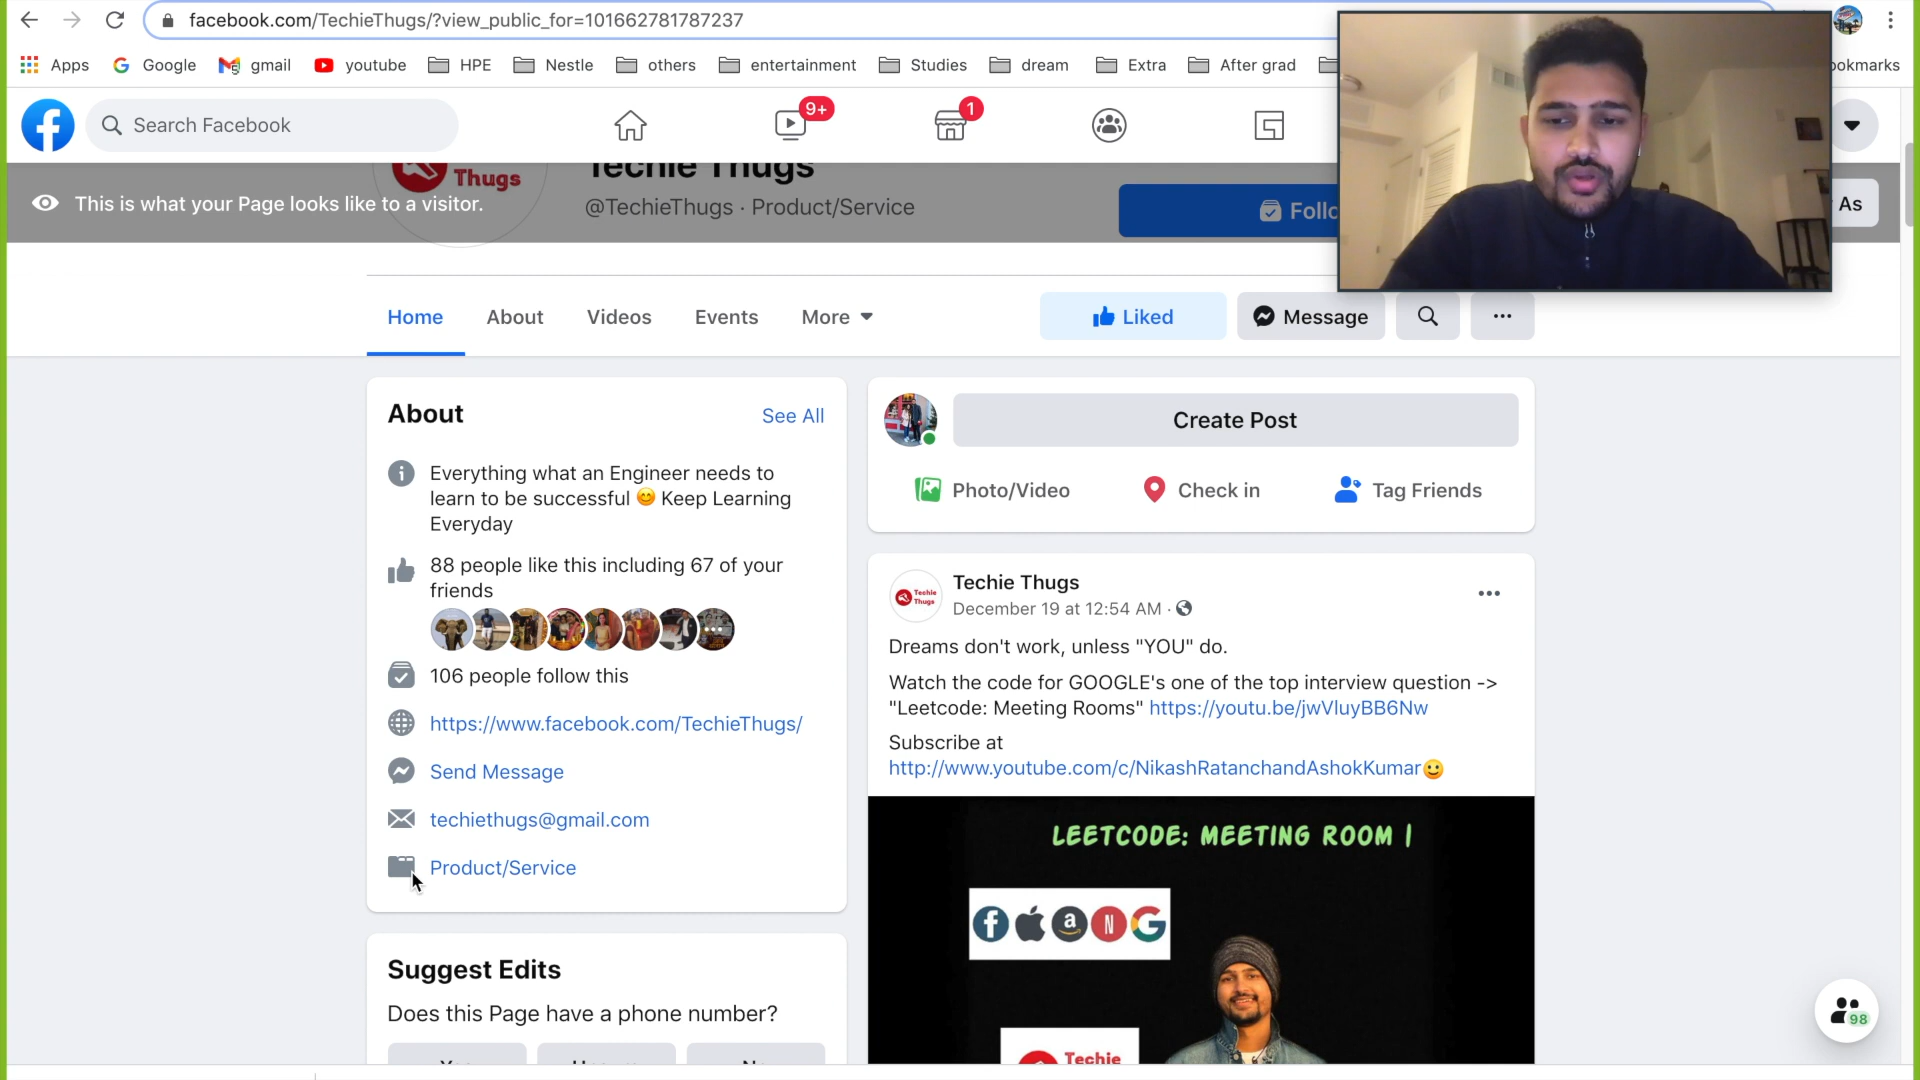 facebook.com/TechieThugs/?view_public_for=101662781787237
Apps Google gmail youtube HPE Nestle others entertainment Studies dream Extra After grad
Search Facebook
9+
1
Techie Thugs
Thugs
This is what your Page looks like to a visitor.
@TechieThugs · Product/Service
As
Home About Videos Events More Liked Message
About
See All
Everything what an Engineer needs to
learn to be successful 😊 Keep Learning
Everyday
88 people like this including 67 of your
friends
106 people follow this
https://www.facebook.com/TechieThugs/
Send Message
techiethugs@gmail.com
Product/Service
Suggest Edits
Does this Page have a phone number?
Create Post
Photo/Video Check in Tag Friends
Techie Thugs
Techie
Thugs
December 19 at 12:54 AM ·
Dreams don't work, unless "YOU" do.
Watch the code for GOOGLE's one of the top interview question ->
"Leetcode: Meeting Rooms" https://youtu.be/jwVluyBB6Nw
Subscribe at
http://www.youtube.com/c/NikashRatanchandAshokKumar🙂
LEETCODE: MEETING ROOM |
Techie
98